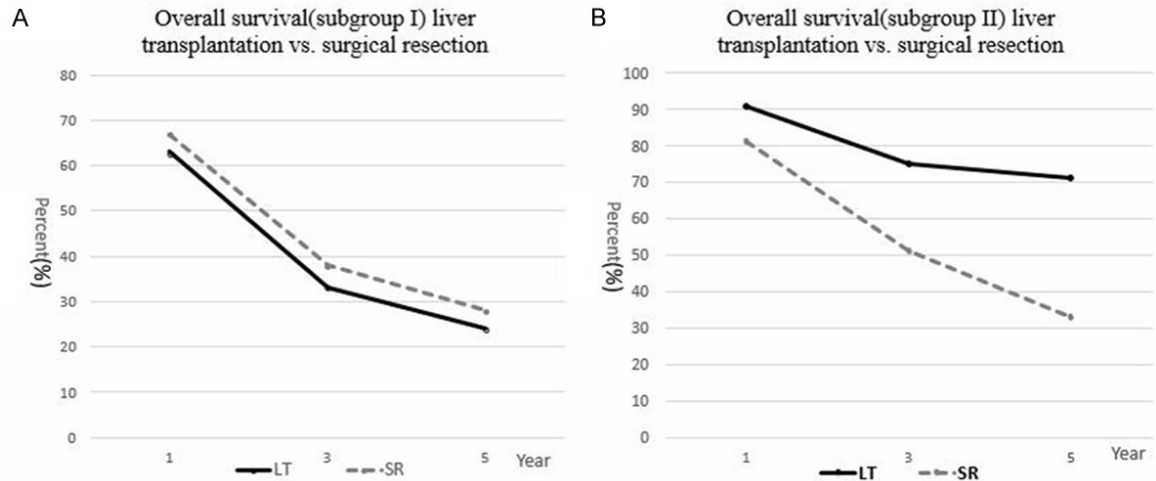 A
Overall survival(subgroup I) liver
transplantation vs. surgical resection
80
70
60
50
40
30
20
10
0
Percent(%)
1
3
5
Year
LT
SR
B
Overall survival(subgroup II) liver
transplantation vs. surgical resection
100
90
80
70
60
50
40
30
20
10
0
Percent(%)
1
3
5
Year
LT
SR